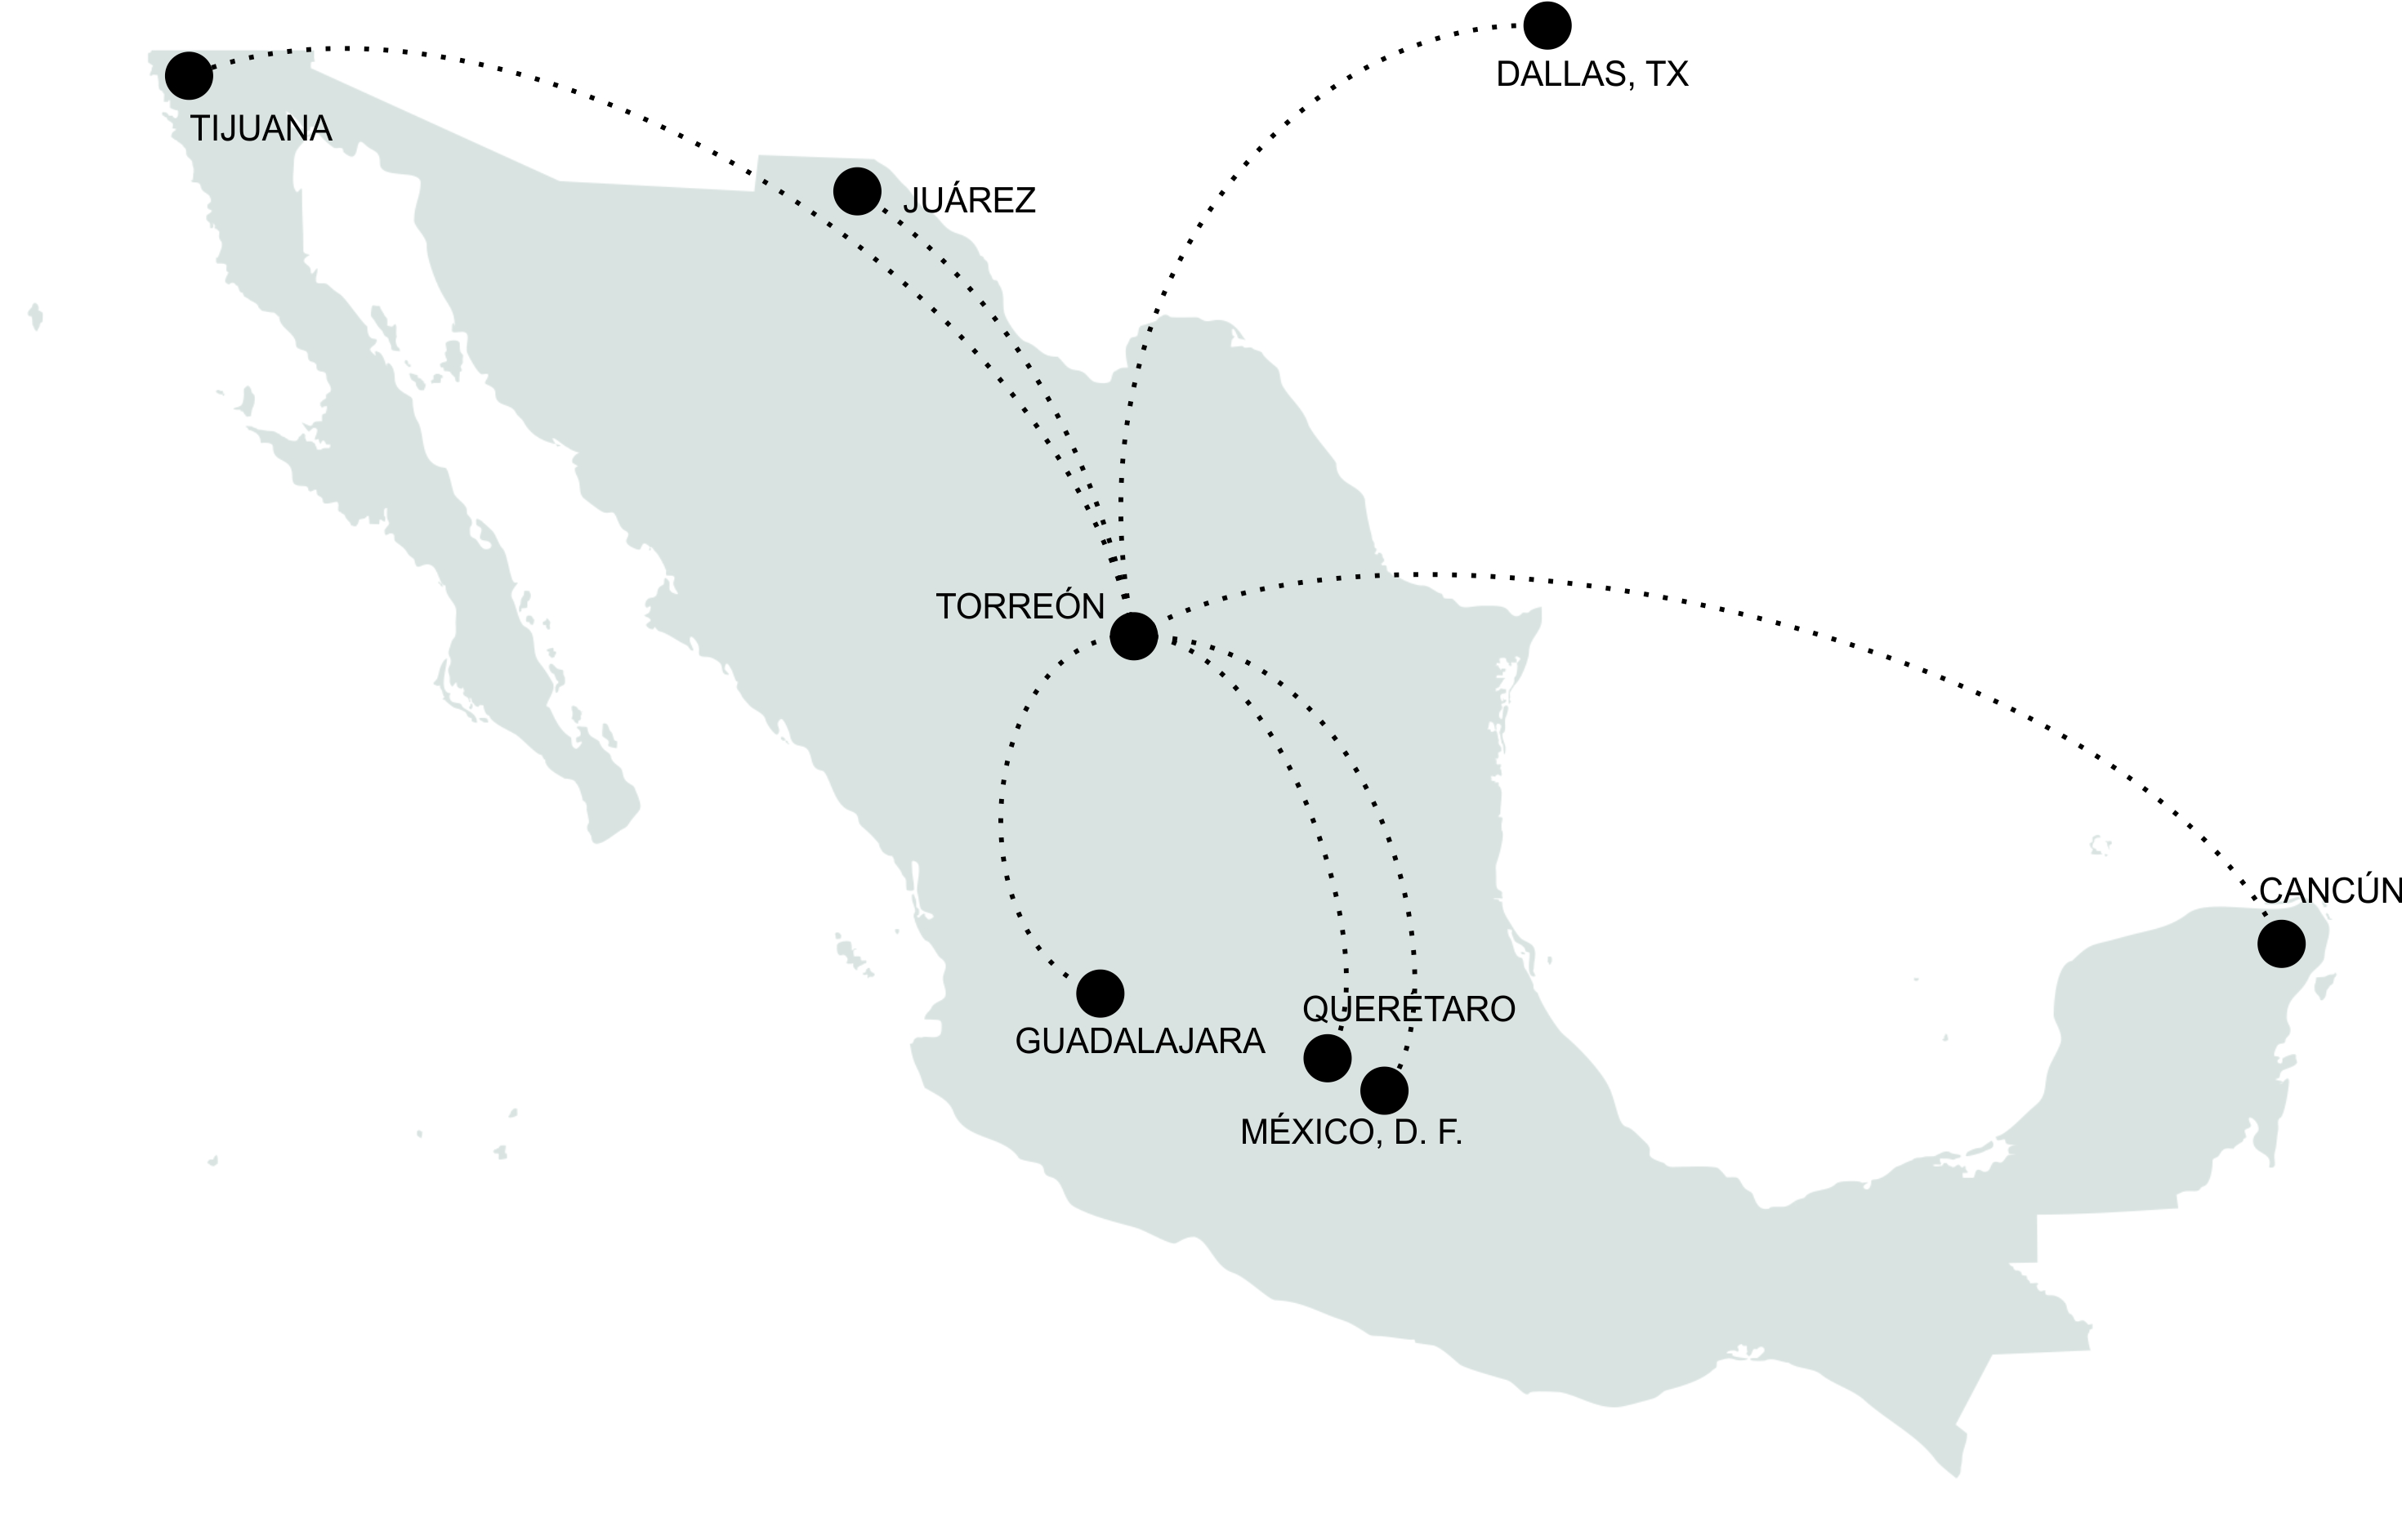 DALLAS, TX
TIJUANA
JUÁREZ
TORREÓN
CANCÚN
QUERÉTARO
GUADALAJARA
MÉXICO, D. F.